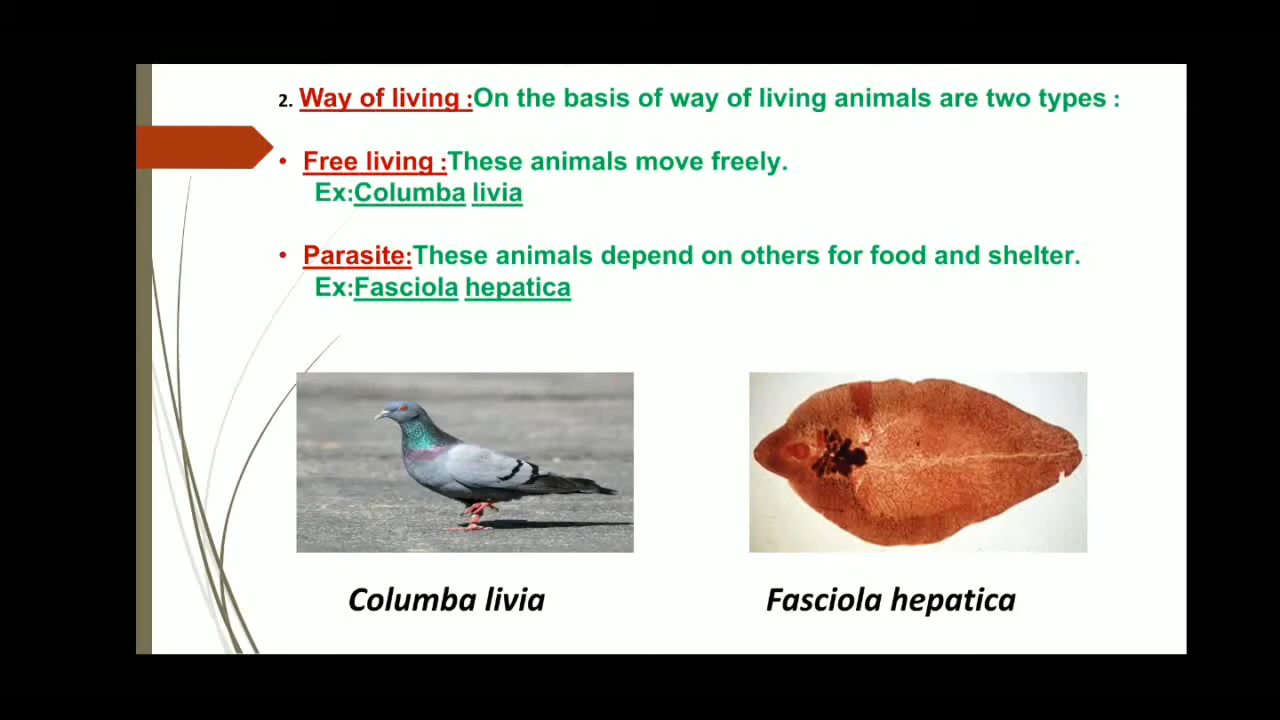 2. Way of living :On the basis of way of living animals are two types :
• Free living :These animals move freely.
Ex:Columba livia
• Parasite:These animals depend on others for food and shelter.
Ex:Fasciola hepatica
Columba livia
Fasciola hepatica